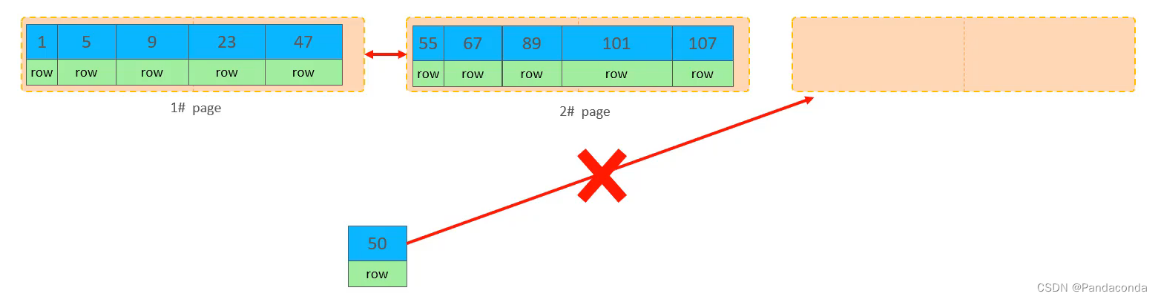 1 5 9 23 47 55 67 89 101 107
row row row row row row row row row row
1# page
2# page
50
row
CSDN @Pandaconda